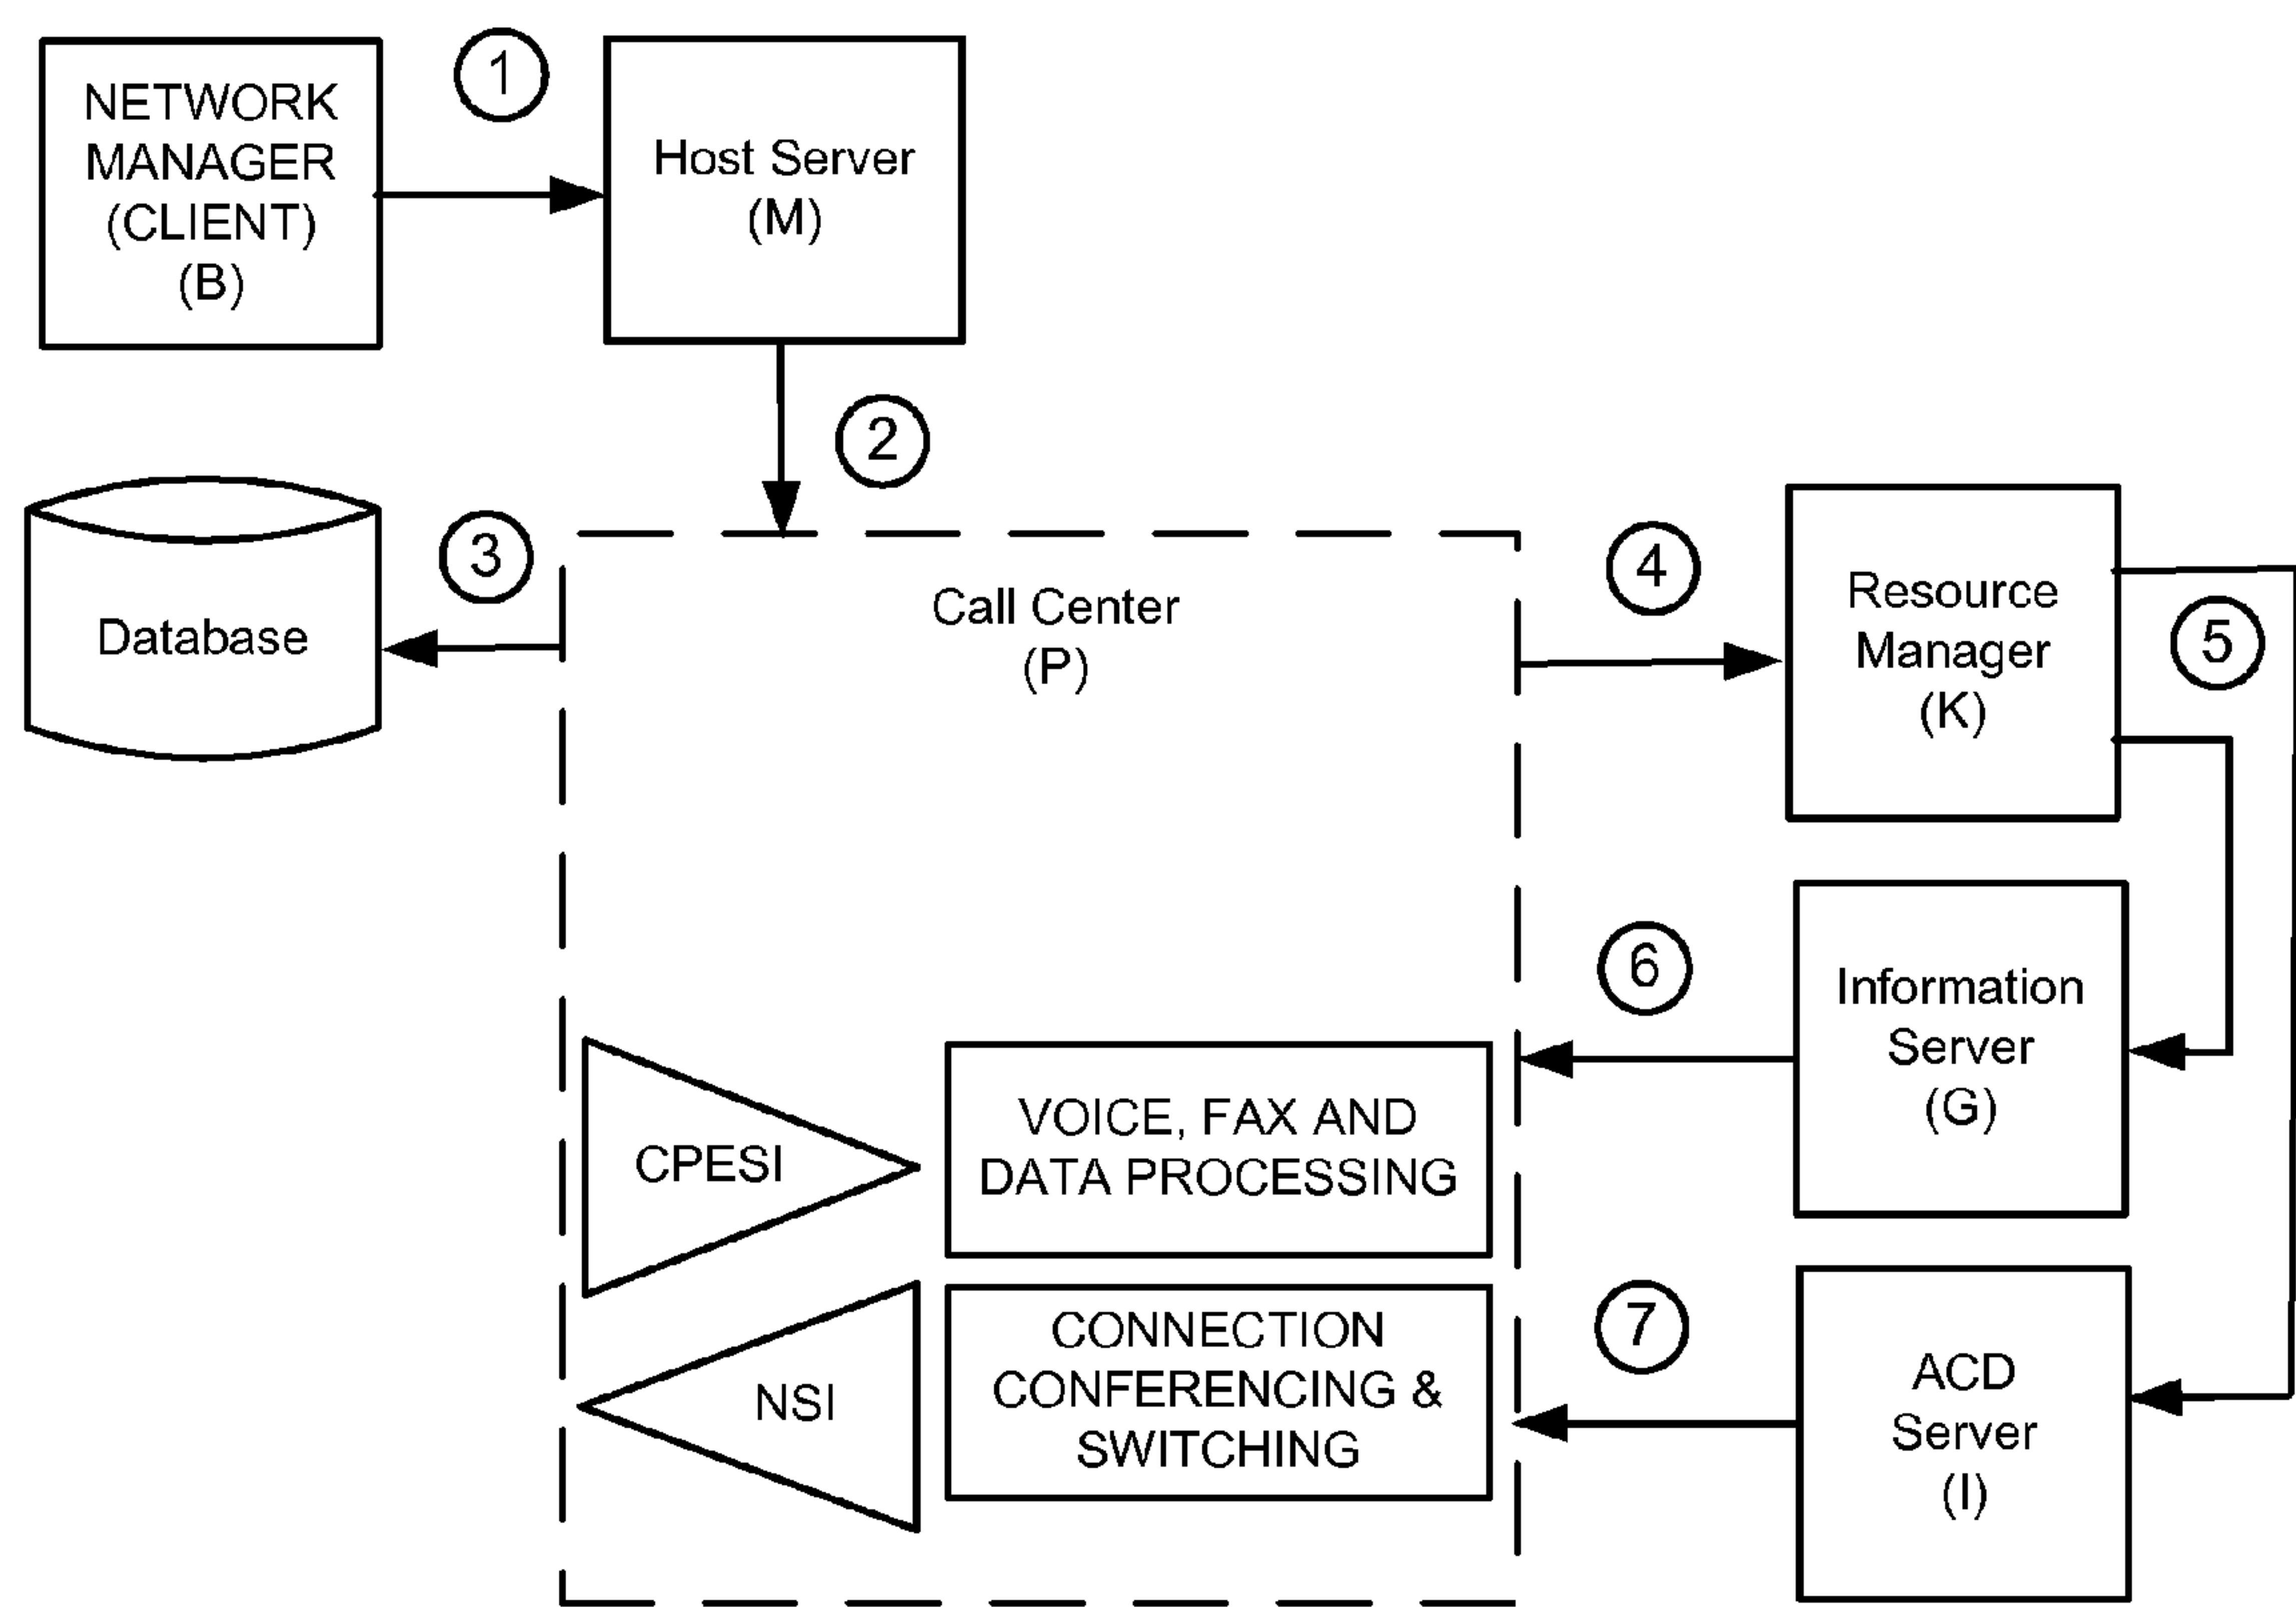 NETWORK
MANAGER
(CLIENT)
(B)
1
Host Server
(M)
2
Database
3
Call Center
(P)
4
Resource
Manager
(K)
5
6
Information
Server
(G)
CPESI
VOICE, FAX AND
DATA PROCESSING
NSI
CONNECTION
CONFERENCING &
SWITCHING
7
ACD
Server
(I)